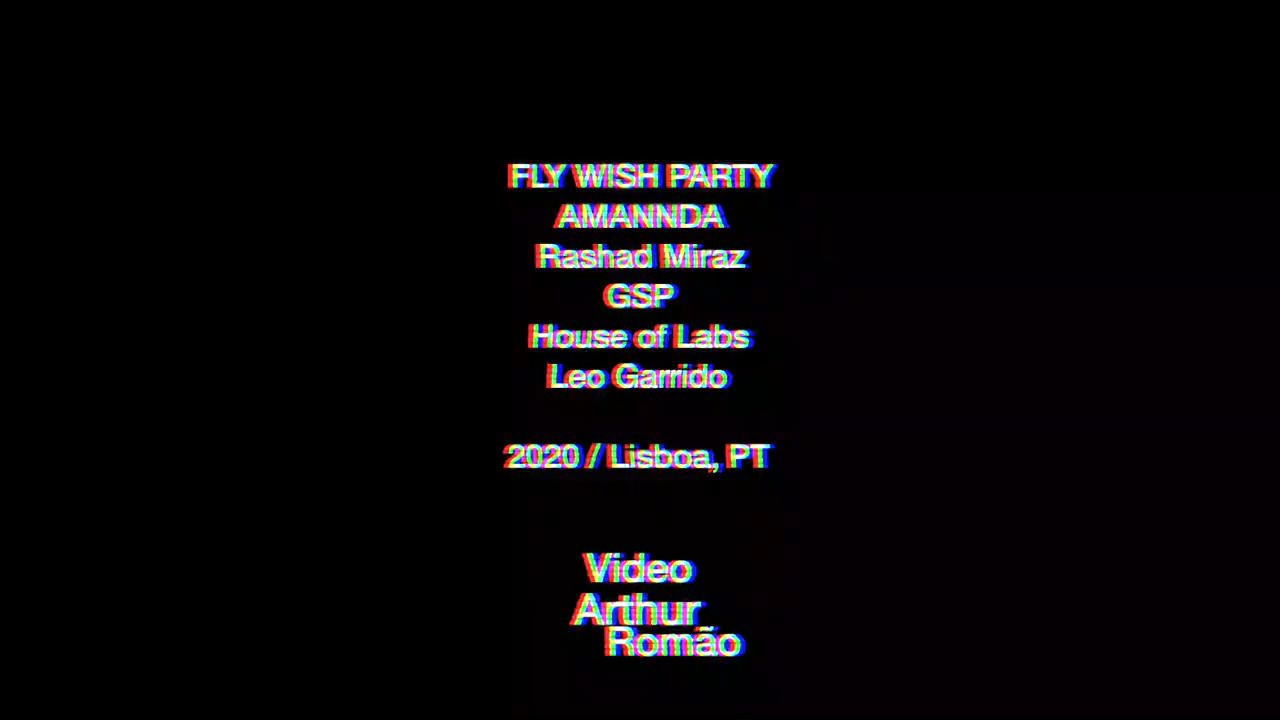 FLY WISH PARTY
AMANNDA
Rashad Miraz
GSP
House of Labs
Leo Garrido
2020 / Lisboa, PT
Video
Arthur
Romão